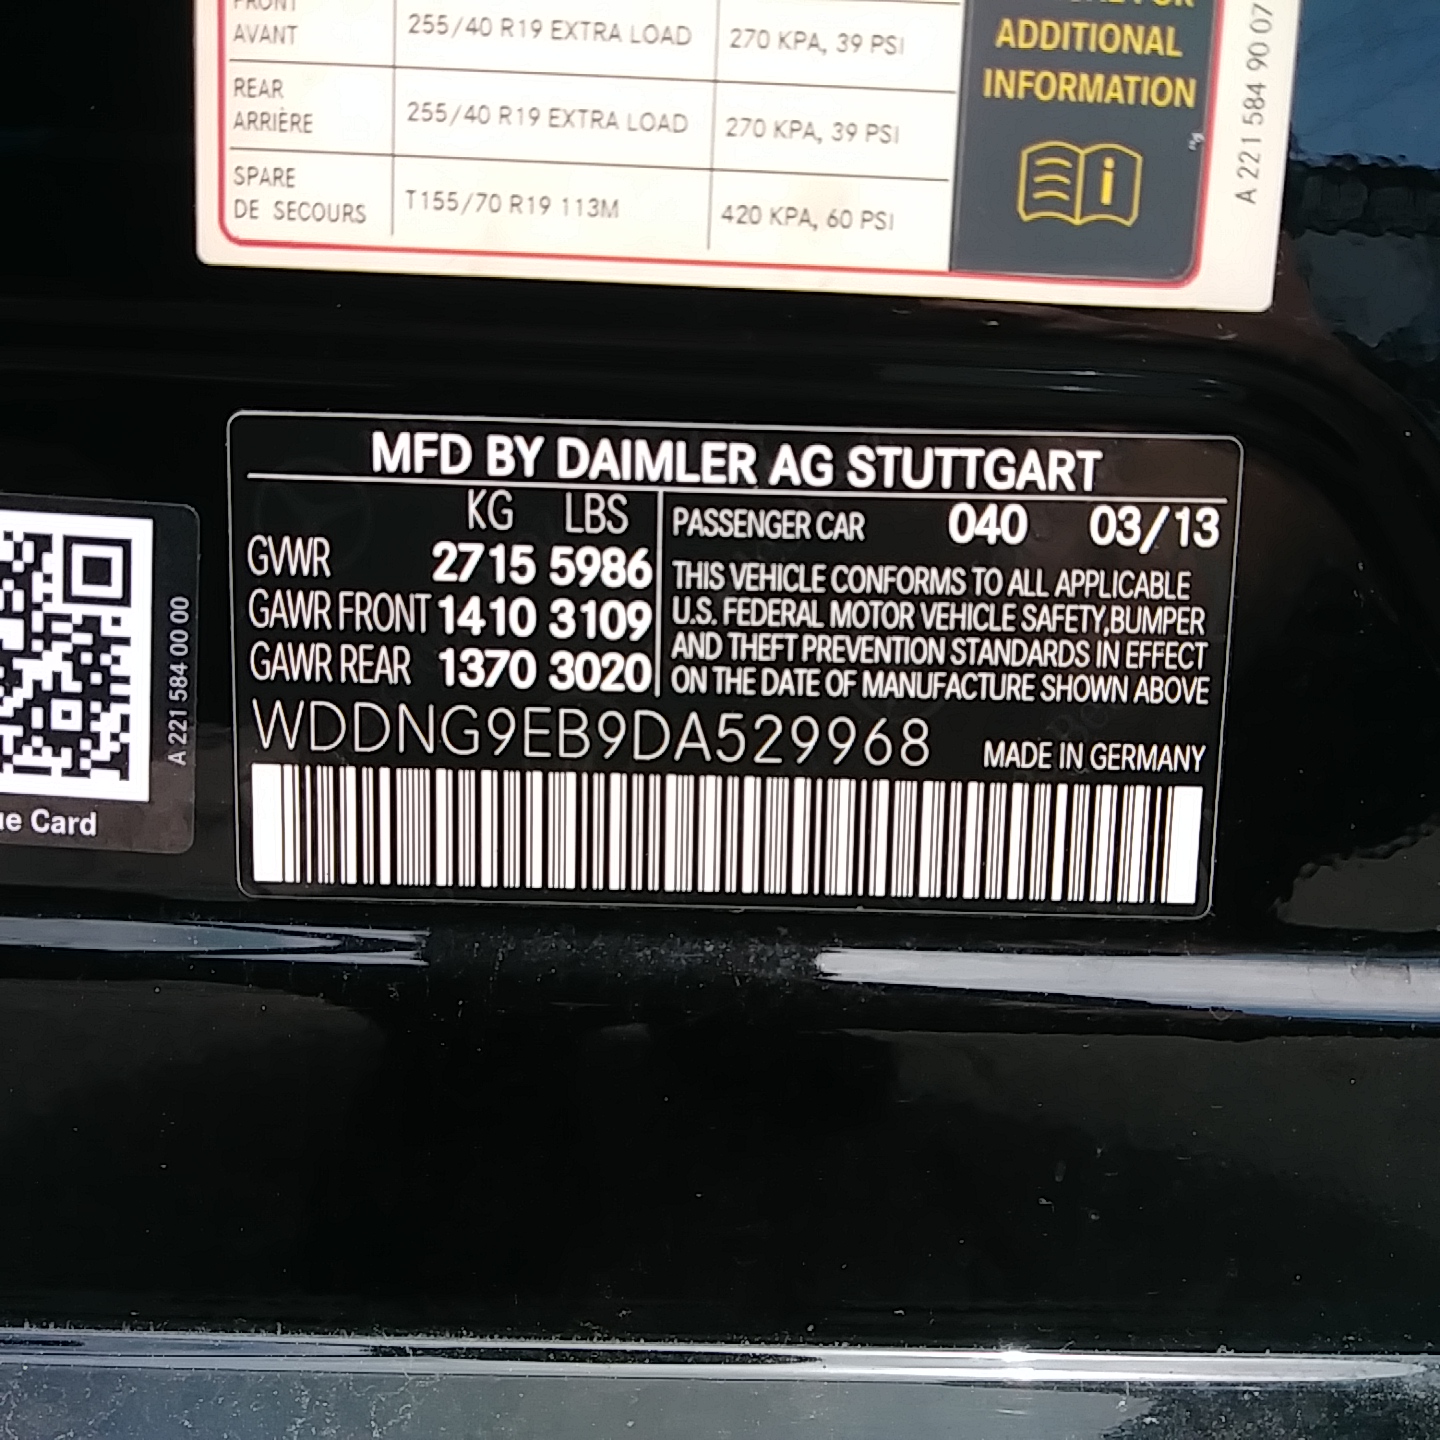 FRONT
AVANT
255/40 R19 EXTRA LOAD
270 KPA, 39 PSI
REAR
ARRIÈRE
255/40 R19 EXTRA LOAD
270 KPA, 39 PSI
SPARE
DE SECOURS
T155/70 R19 113M
420 KPA, 60 PSI
FOR
ADDITIONAL
INFORMATION
A 221 584 90 07
MFD BY DAIMLER AG STUTTGART
KG LBS
GVWR 2715 5986
GAWR FRONT 1410 3109
GAWR REAR 1370 3020
PASSENGER CAR 040 03/13
THIS VEHICLE CONFORMS TO ALL APPLICABLE
U.S. FEDERAL MOTOR VEHICLE SAFETY,BUMPER
AND THEFT PREVENTION STANDARDS IN EFFECT
ON THE DATE OF MANUFACTURE SHOWN ABOVE
WDDNG9EB9DA529968
MADE IN GERMANY
A 221 584 00 00
Card